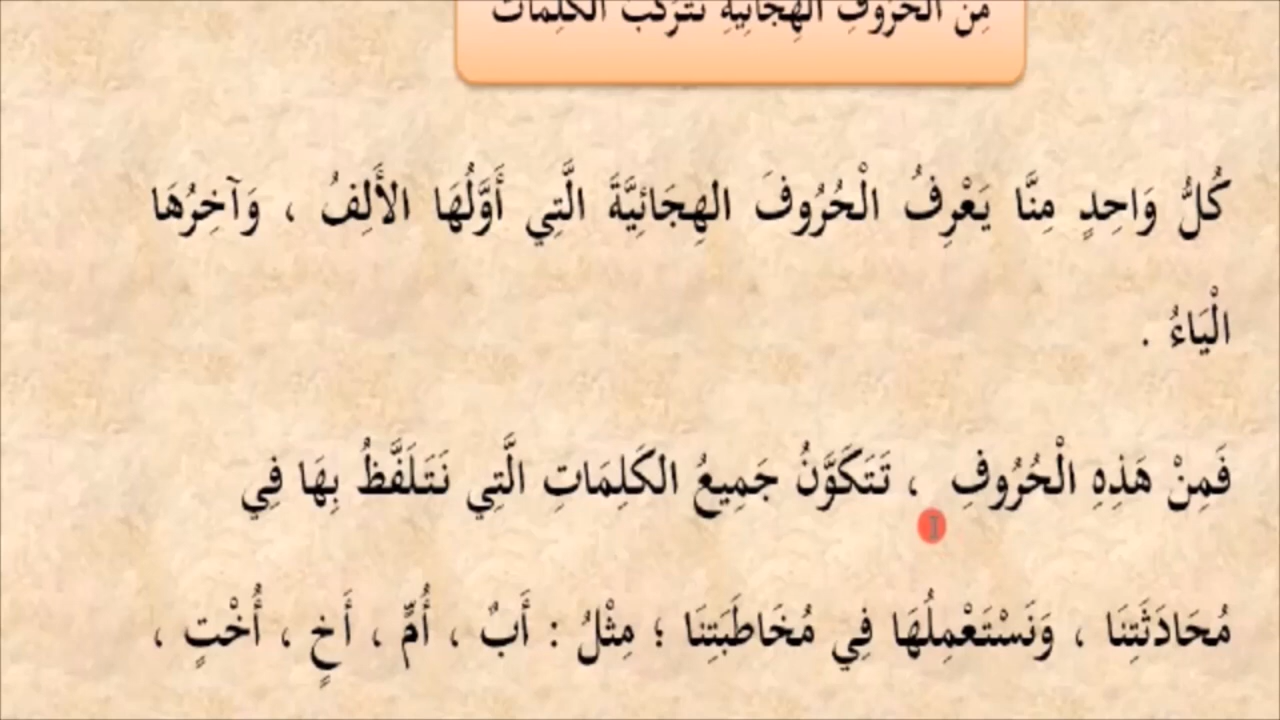 مِنَ الْحُرُوفِ الْهِجَائِيَّةِ تَتَرَكَّبُ الْكَلِمَاتُ
كُلُّ وَاحِدٍ مِنَّا يَعْرِفُ الْحُرُوفَ الهِجَائِيَّةَ الَّتِي أَوَّلُهَا الأَلِفُ ، وَآخِرُهَا
الْيَاءُ .
فَمِنْ هَذِهِ الْحُرُوفِ ، تَتَكَوَّنُ جَمِيعُ الكَلِمَاتِ الَّتِي نَتَلَفَّظُ بِهَا فِي
مُحَادَثَتِنَا ، وَنَسْتَعْمِلُهَا فِي مُخَاطَبَتِنَا ؛ مِثْلُ : أَبٌ ، أُمٌّ ، أَخٍ ، أُخْتٍ ،